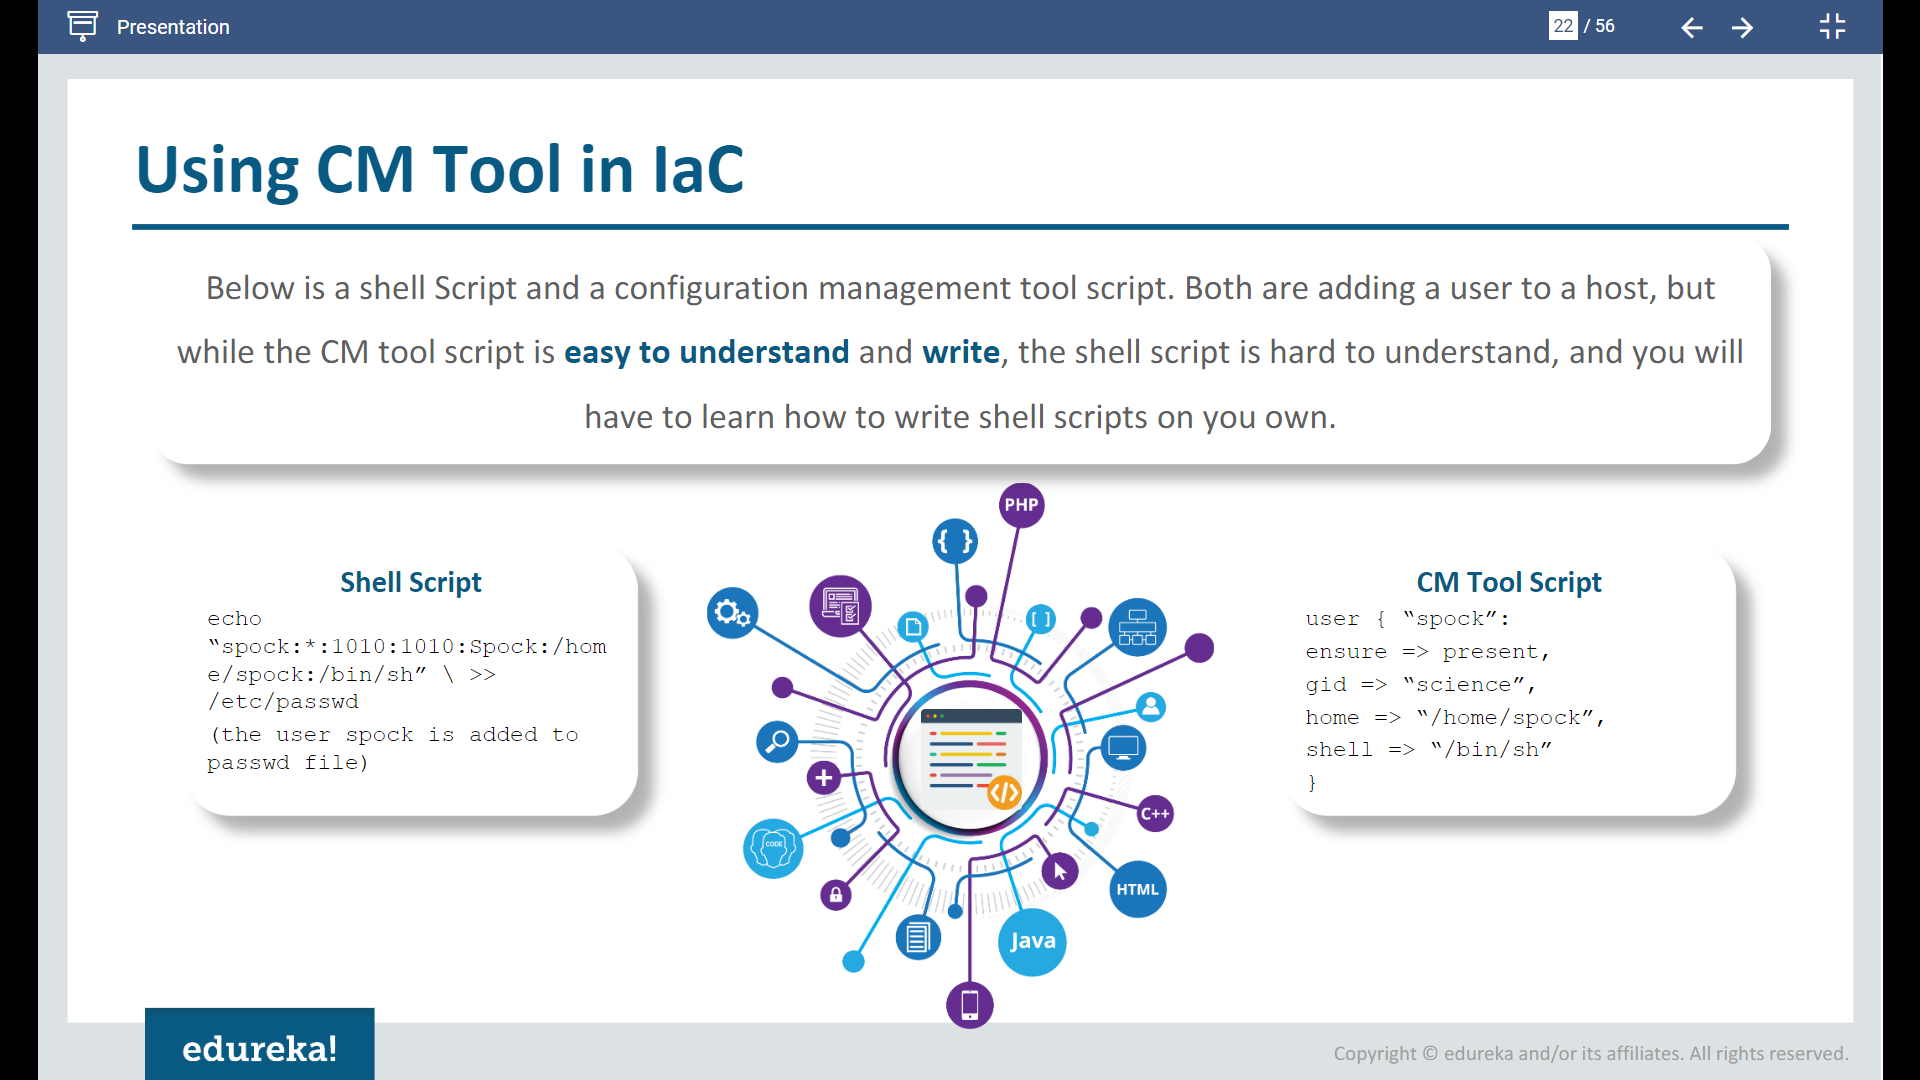 Presentation
22 / 56
Using CM Tool in IaC
Below is a shell Script and a configuration management tool script. Both are adding a user to a host, but
while the CM tool script is easy to understand and write, the shell script is hard to understand, and you will
have to learn how to write shell scripts on you own.
Shell Script
echo
“spock:*:1010:1010:Spock:/hom
e/spock:/bin/sh” \ >>
/etc/passwd
(the user spock is added to
passwd file)
PHP
{ }
[ ]
C++
CODE
HTML
Java
CM Tool Script
user { “spock”:
ensure => present,
gid => “science”,
home => “/home/spock”,
shell => “/bin/sh”
}
edureka!
Copyright © edureka and/or its affiliates. All rights reserved.